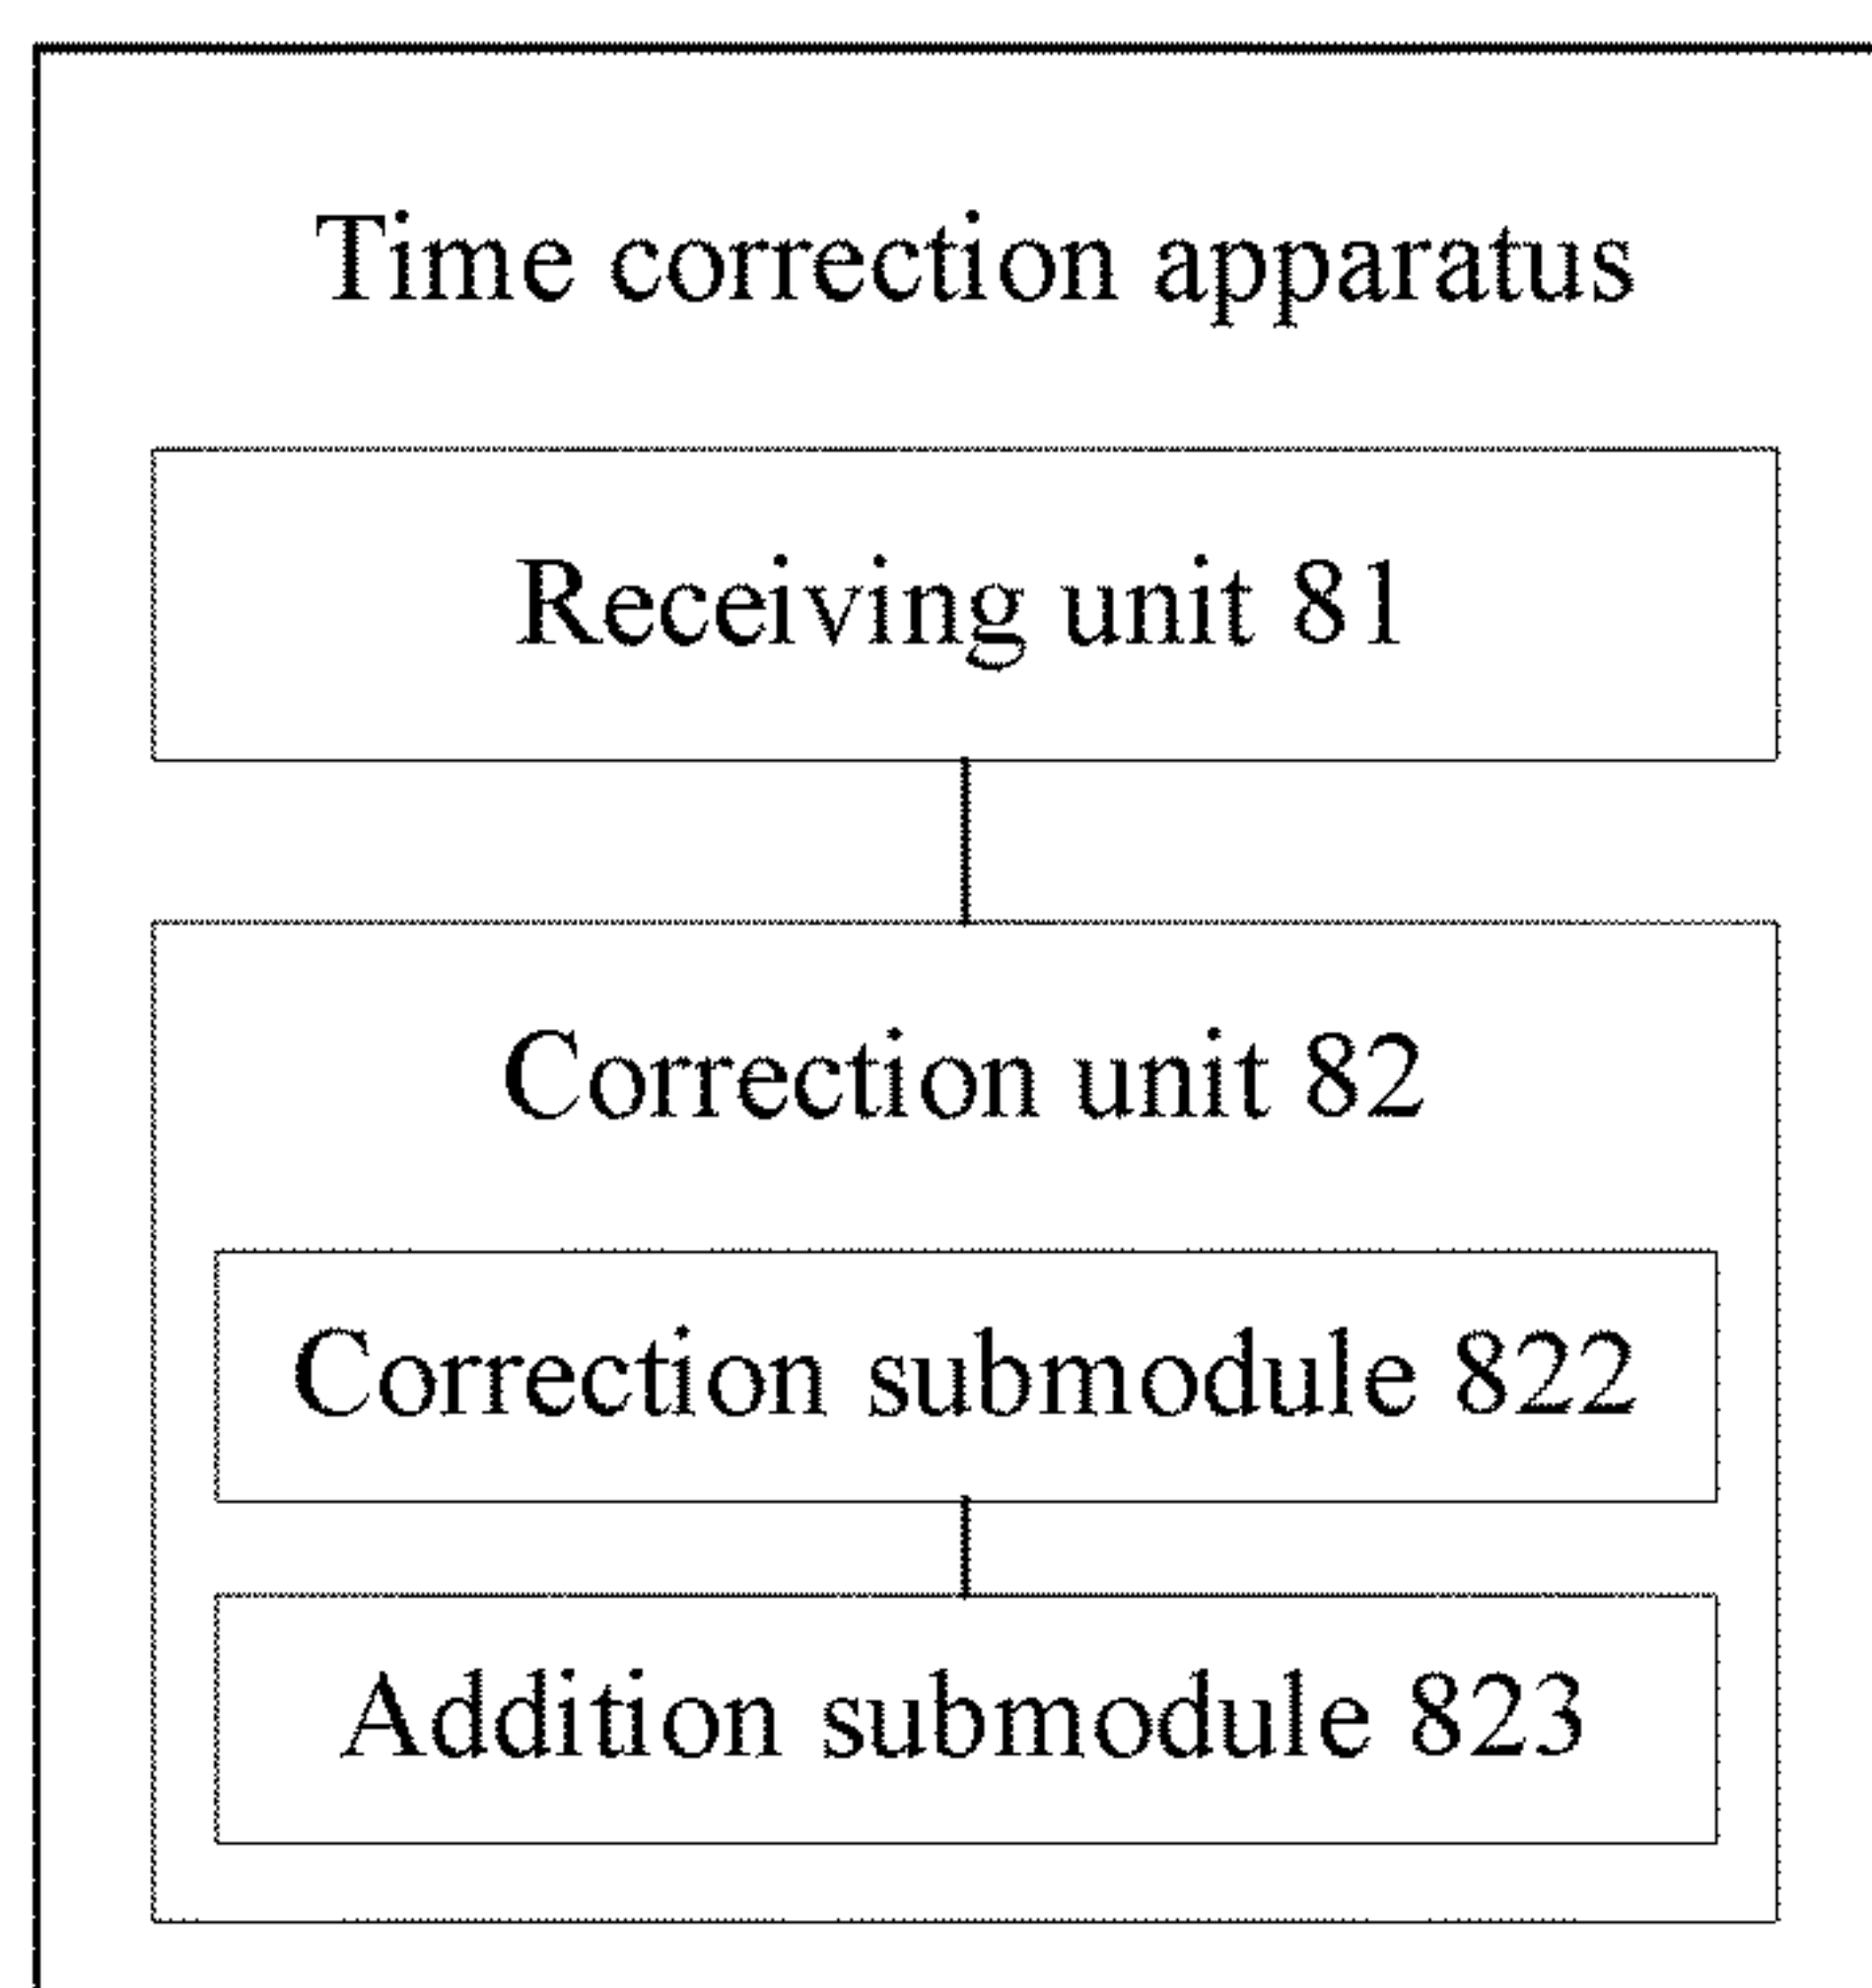 Time correction apparatus
Receiving unit 81
Correction unit 82
Correction submodule 822
Addition submodule 823